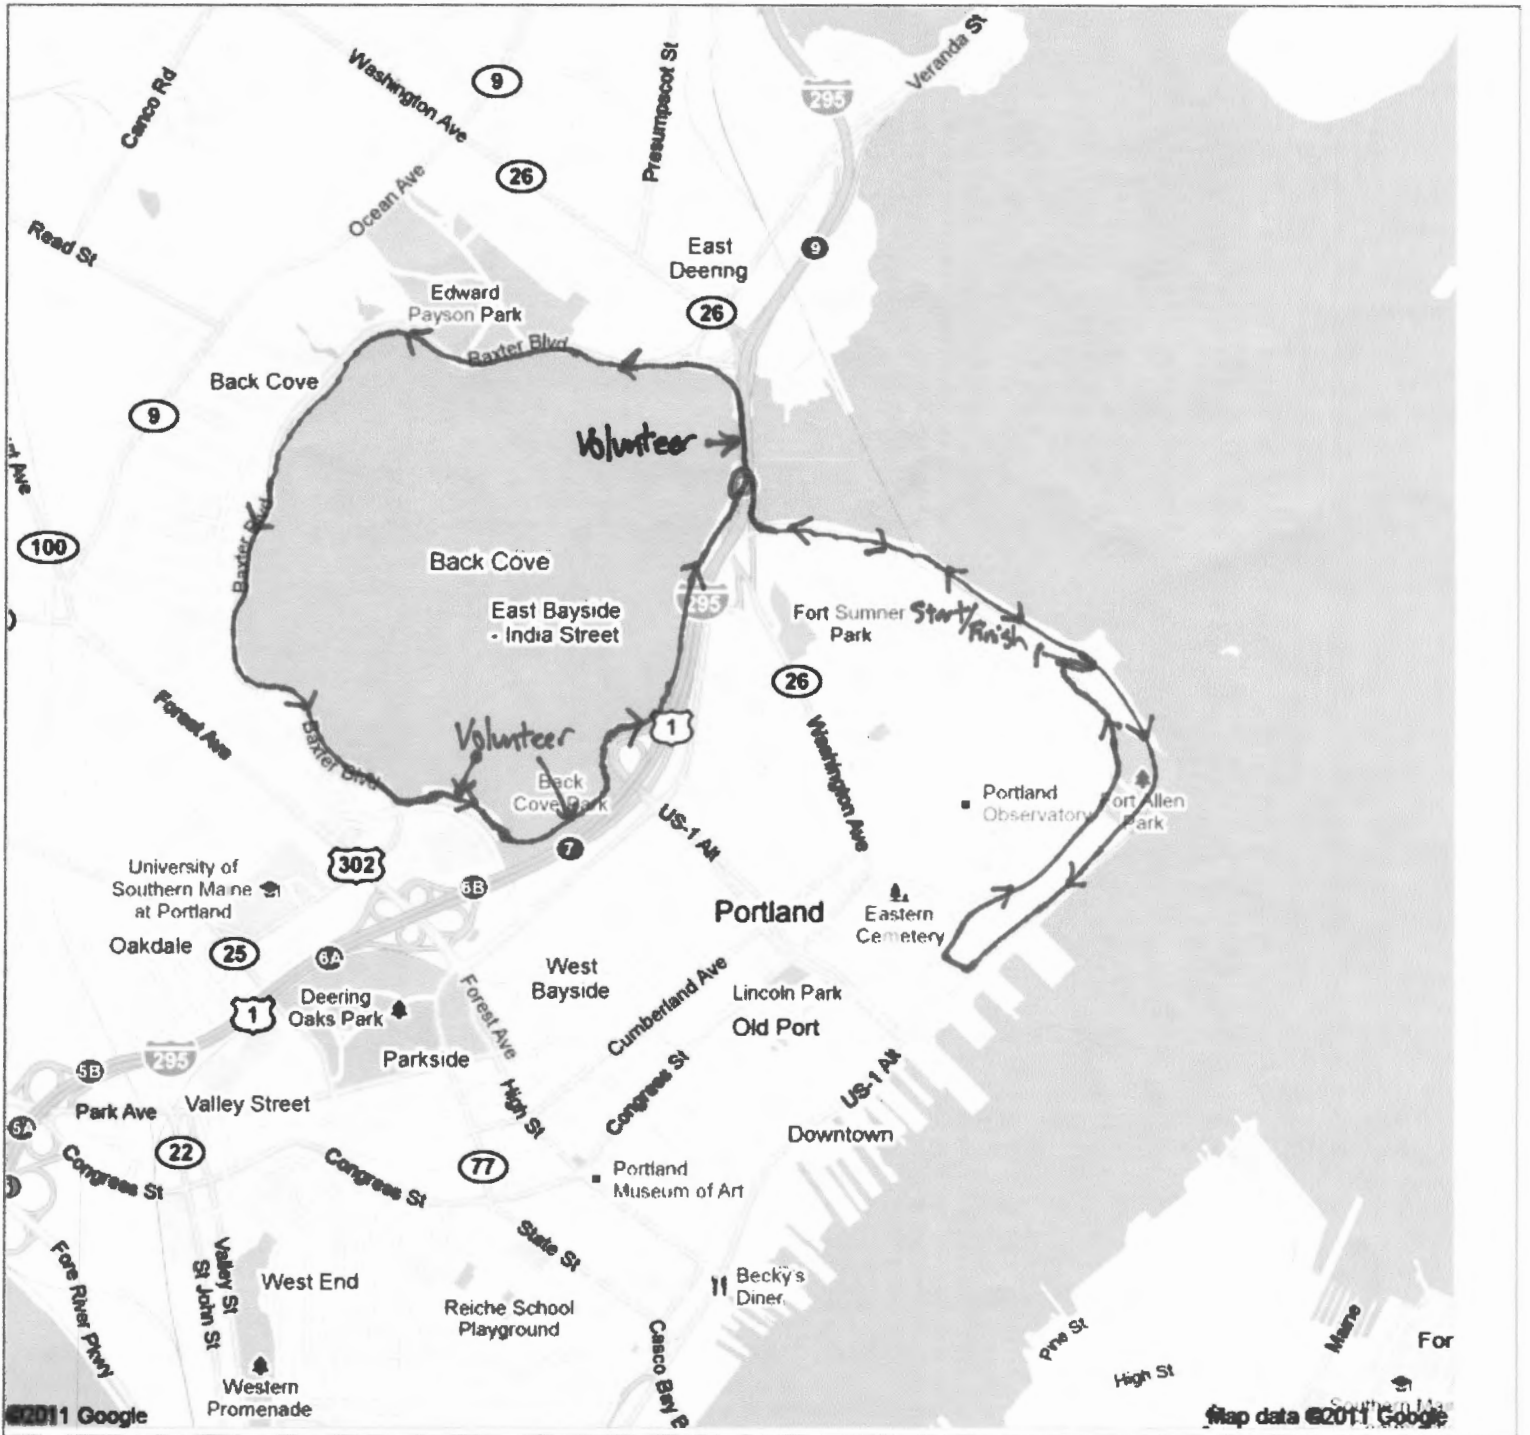 Veranda St
Washington Ave
9
Presumpscot St
295
Canco Rd
26
Ocean Ave
Read St
East
Deering
9
26
Edward
Payson Park
Baxter Blvd
Back Cove
9
Volunteer
100
Baxter Blvd
Back Cove
East Bayside
- India Street
295
Fort Sumner
Park
Start/
Finish
26
Forest Ave
Baxter Blvd
Volunteer
1
Washington Ave
Back
Cove Park
Portland
Observatory
Fort Allen
Park
US-1 Alt
7
302
6B
University of
Southern Maine
at Portland
Portland
Eastern
Cemetery
Oakdale
25
6A
West
Bayside
Cumberland Ave
Lincoln Park
Old Port
Deering
Oaks Park
1
Forest Ave
Parkside
295
5B
Park Ave
Valley Street
High St
Congress St
US-1 Alt
5A
Downtown
22
Congress St
Congress St
77
Portland
Museum of Art
State St
Fore River Pkwy
Valley St
St John St
West End
Reiche School
Playground
Becky's
Diner
Casco Bay B
Pine St
High St
Maine
For
Western
Promenade
Southern Mai
©2011 Google
Map data ©2011 Google